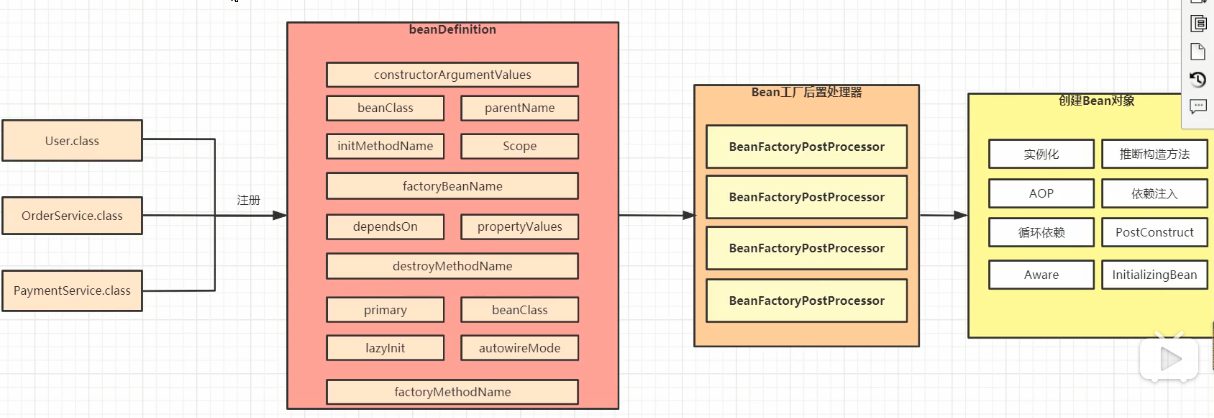 User.class
OrderService.class
PaymentService.class
注册
beanDefinition
constructorArgumentValues
beanClass
parentName
initMethodName
Scope
factoryBeanName
dependsOn
propertyValues
destroyMethodName
primary
beanClass
lazyInit
autowireMode
factoryMethodName
Bean工厂后置处理器
BeanFactoryPostProcessor
BeanFactoryPostProcessor
BeanFactoryPostProcessor
BeanFactoryPostProcessor
创建Bean对象
实例化
推断构造方法
AOP
依赖注入
循环依赖
PostConstruct
Aware
InitializingBean